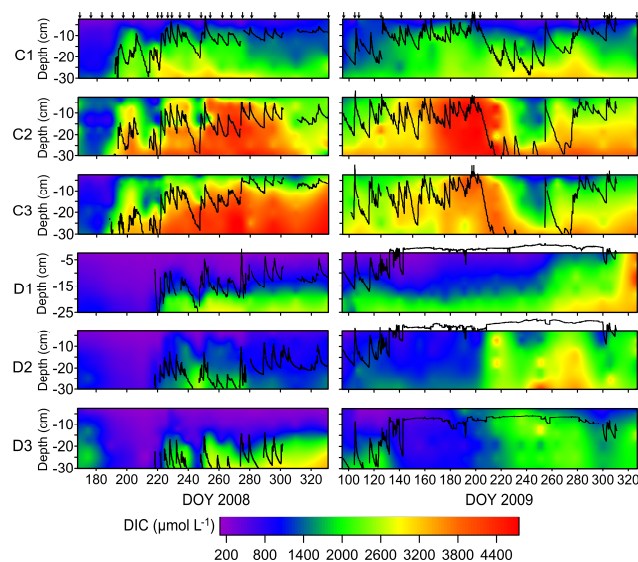 C1 Depth (cm) -10 -20 -30
C2 Depth (cm) -10 -20 -30
C3 Depth (cm) -10 -20 -30
D1 Depth (cm) -5 -15 -25
D2 Depth (cm) -10 -20 -30
D3 Depth (cm) -10 -20 -30
180 200 220 240 260 280 300 320 100 120 140 160 180 200 220 240 260 280 300 320
DOY 2008 DOY 2009
DIC (µmol L-1)
200 800 1400 2000 2600 3200 3800 4400